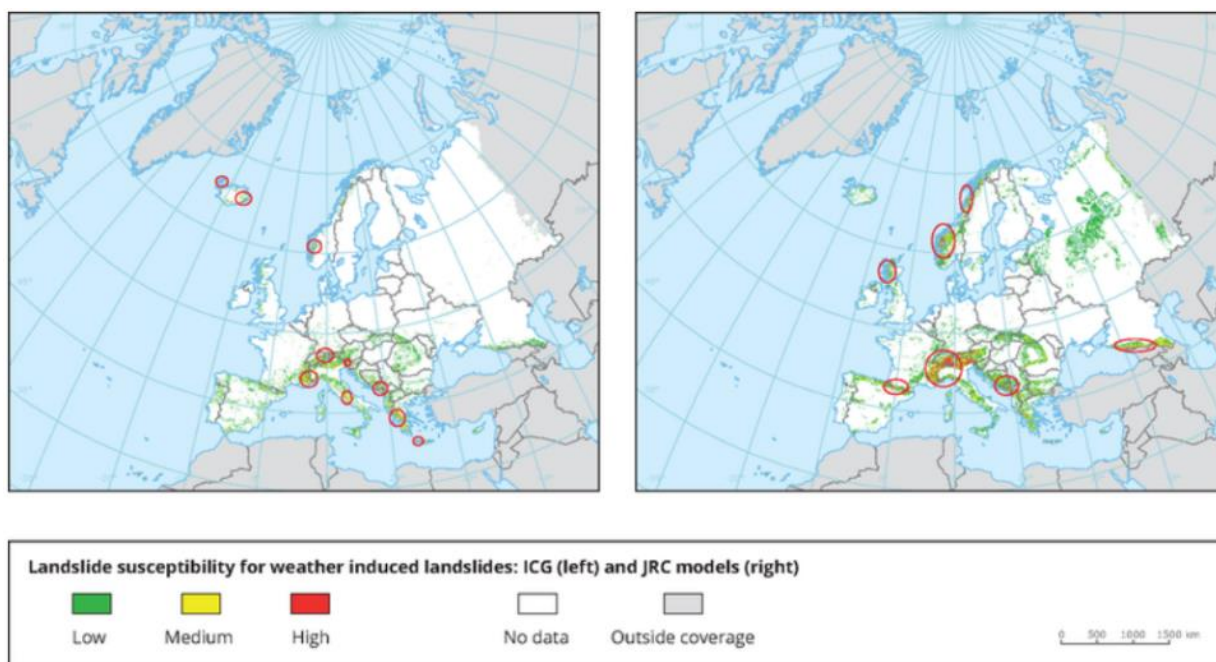 Landslide susceptibility for weather induced landslides: ICG (left) and JRC models (right)
Low
Medium
High
No data
Outside coverage
0 500 1000 1500 km